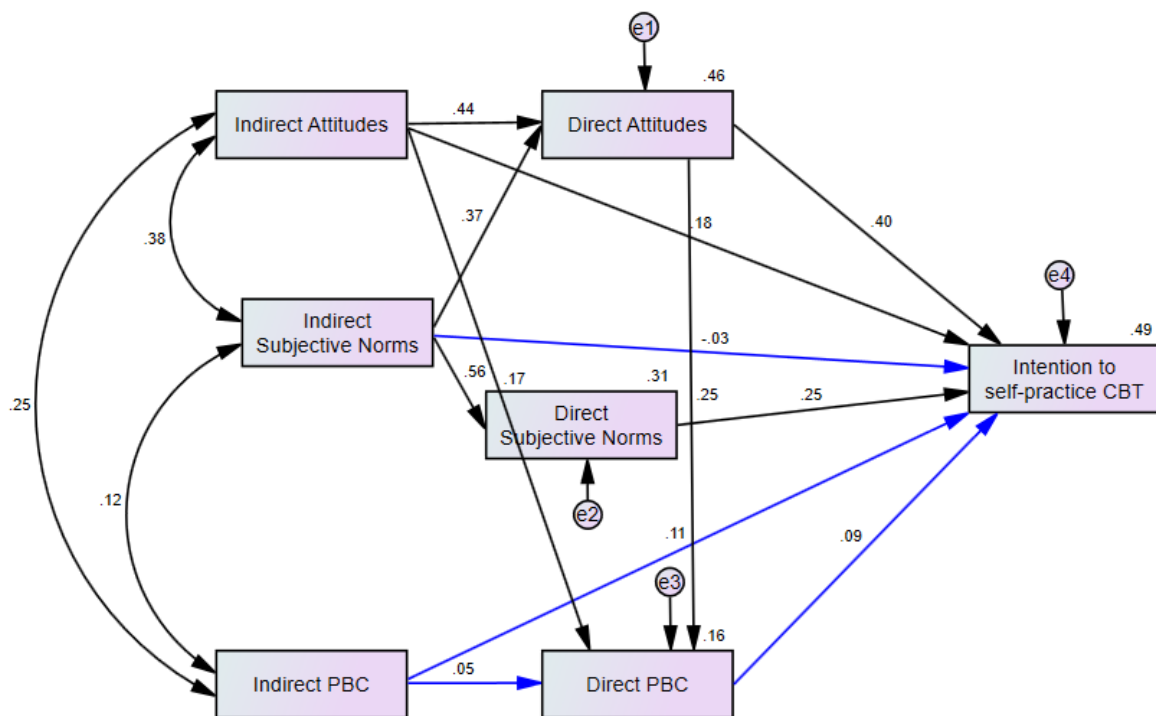 e1
.46
Indirect Attitudes
.44
Direct Attitudes
.37
.18
.40
.38
e4
Indirect
Subjective Norms
-.03
.49
Intention to
self-practice CBT
.56
.17
.31
.25
.25
Direct
Subjective Norms
.25
.12
e2
.11
.09
e3
.16
Indirect PBC
.05
Direct PBC